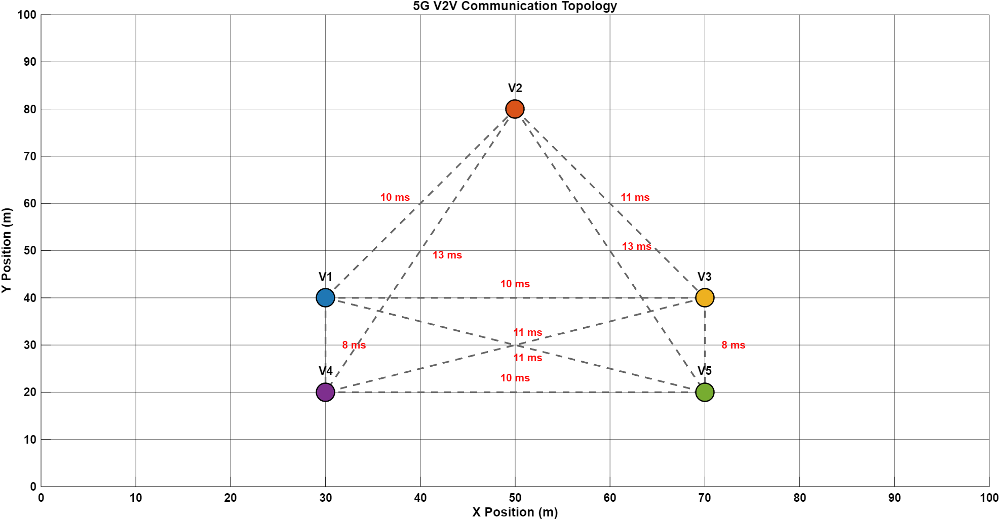 5G V2V Communication Topology
100
90
80
70
60
50
40
30
20
10
0
Y Position (m)
V2
10 ms
11 ms
13 ms
13 ms
V1
10 ms
V3
11 ms
8 ms
8 ms
11 ms
V4
10 ms
V5
0 10 20 30 40 50 60 70 80 90 100
X Position (m)